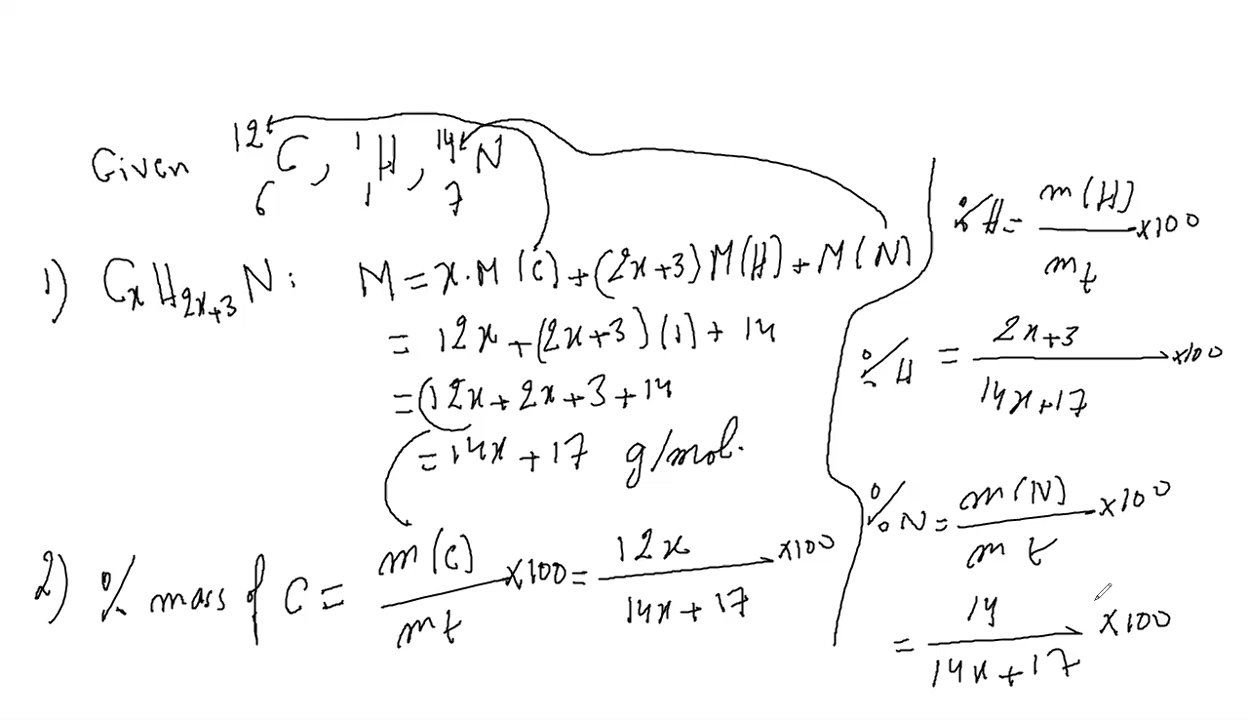 Given ¹²₆C, ¹₁H, ¹⁴₇N
1) CₓH₂ₓ₊₃N: M = x.M(C) + (2x+3)M(H) + M(N)
= 12x + (2x+3)(1) + 14
= (12x + 2x + 3 + 14
= 14x + 17 g/mol.
2) % mass of C = m(C)/mt ×100 = 12x/14x+17 ×100
% H = m(H)/mt ×100
% H = 2x+3/14x+17 ×100
% N = m(N)/mt ×100
= 14/14x+17 ×100